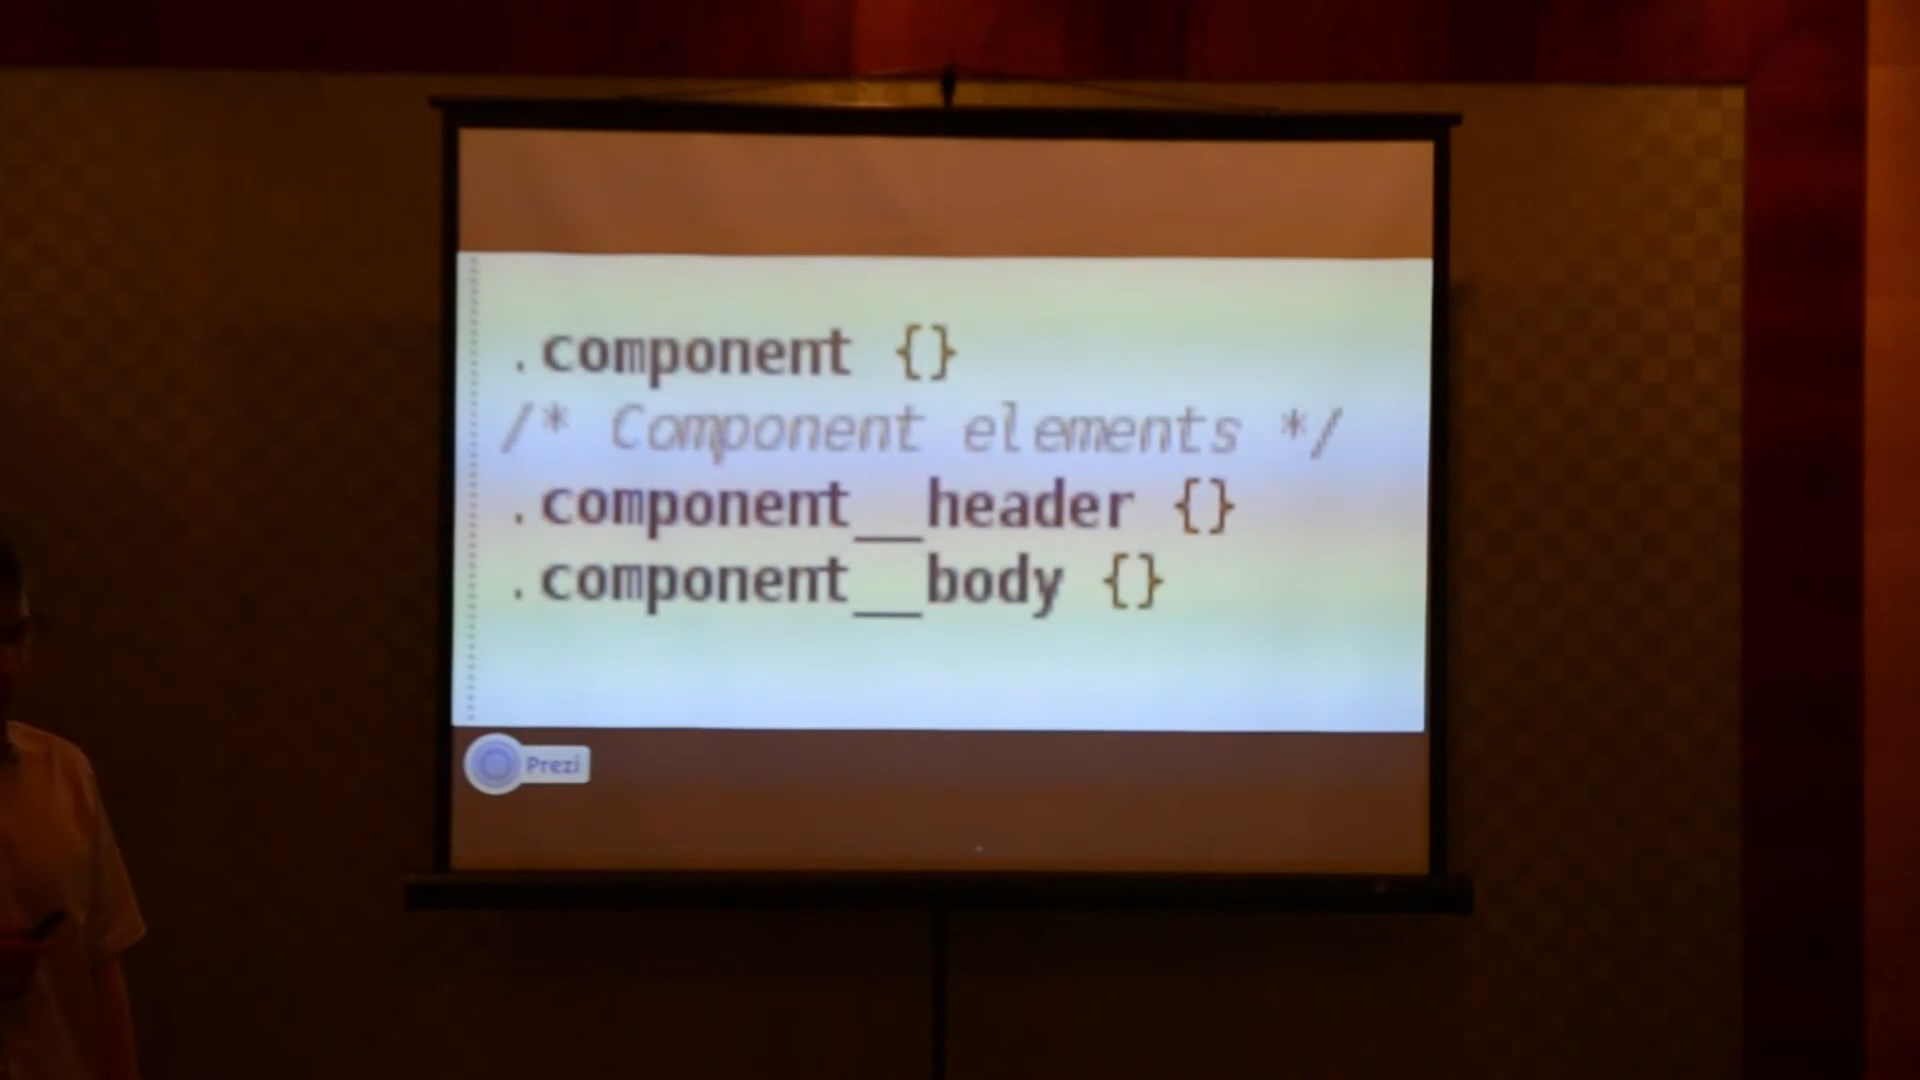 .component {}
/* Component elements */
.component__header {}
.component__body {}
Prezi